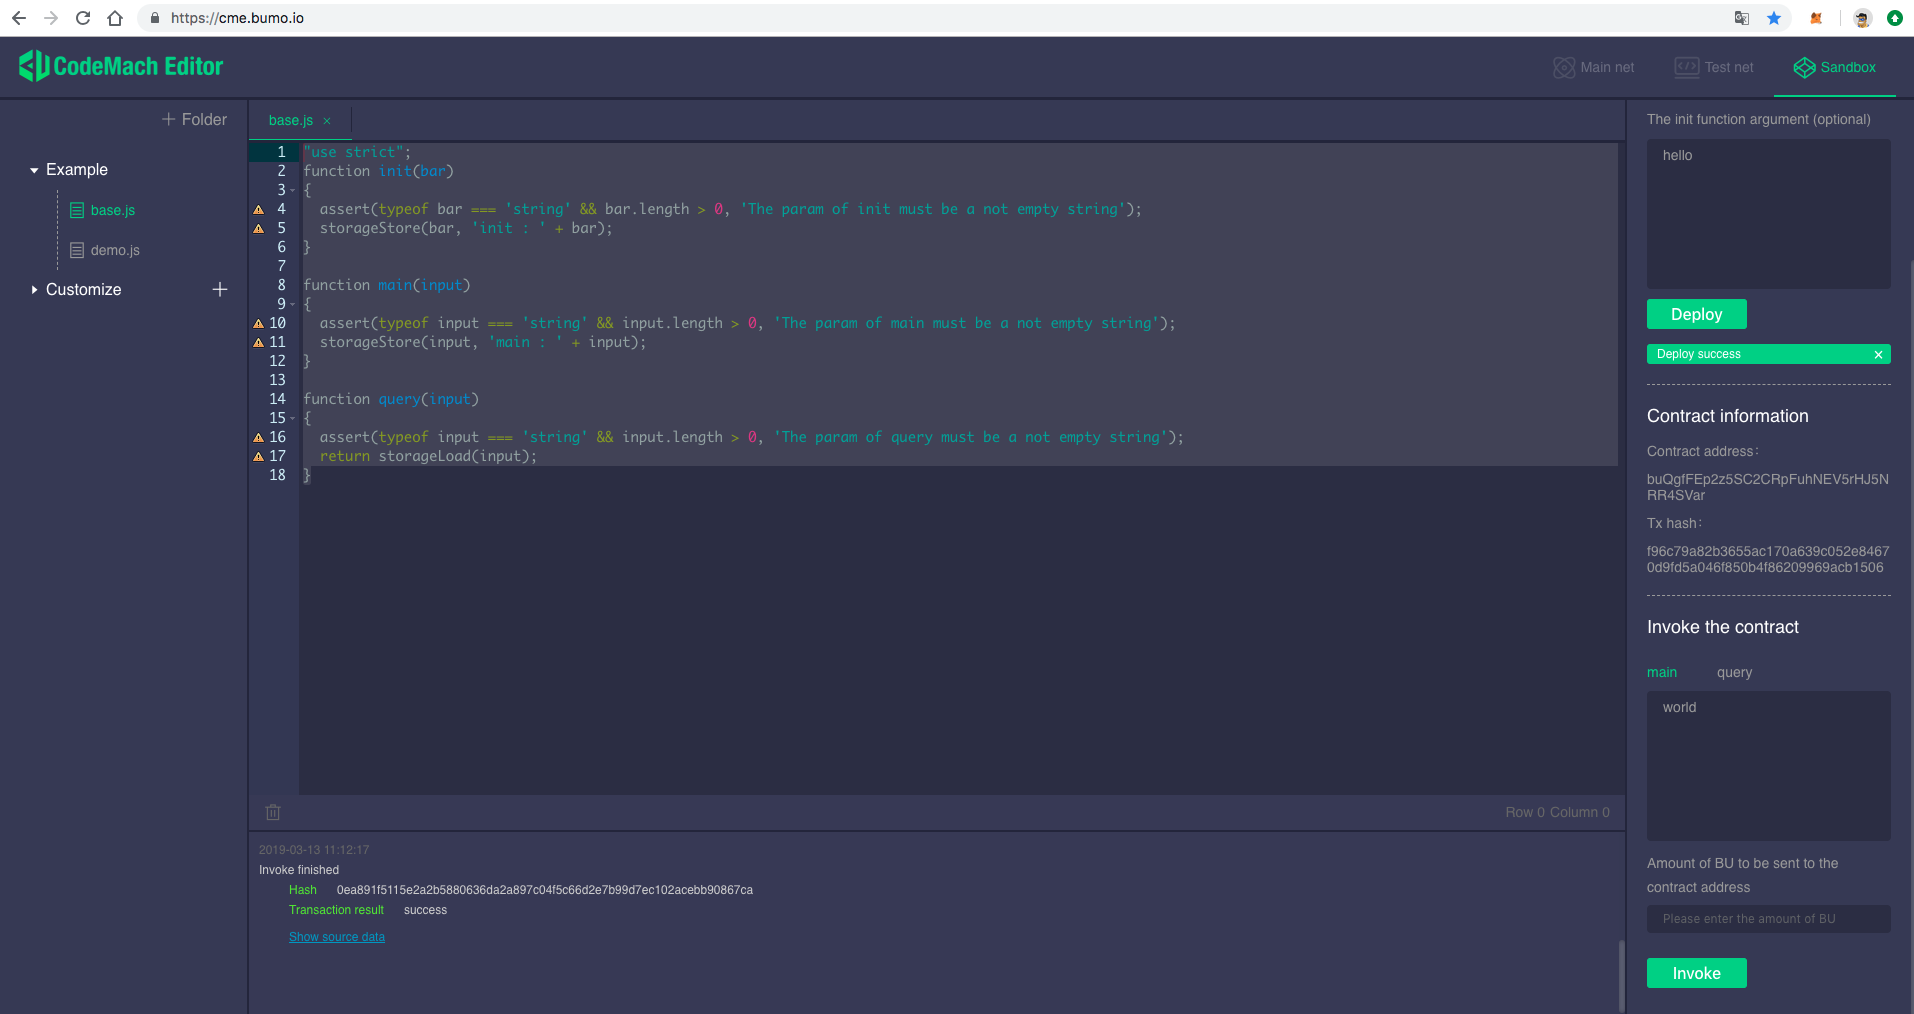 https://cme.bumo.io
CodeMach Editor
Main net
Test net
Sandbox
+ Folder
Example
base.js
demo.js
Customize +
base.js ×
1 "use strict";
2 function init(bar)
3 {
4 assert(typeof bar === 'string' && bar.length > 0, 'The param of init must be a not empty string');
5 storageStore(bar, 'init : ' + bar);
6 }
7
8 function main(input)
9 {
10 assert(typeof input === 'string' && input.length > 0, 'The param of main must be a not empty string');
11 storageStore(input, 'main : ' + input);
12 }
13
14 function query(input)
15 {
16 assert(typeof input === 'string' && input.length > 0, 'The param of query must be a not empty string');
17 return storageLoad(input);
18 }
Row 0 Column 0
2019-03-13 11:12:17
Invoke finished
Hash 0ea891f5115e2a2b5880636da2a897c04f5c66d2e7b99d7ec102acebb90867ca
Transaction result success
Show source data
The init function argument (optional)
hello
Deploy
Deploy success ×
Contract information
Contract address:
buQgfFEp2z5SC2CRpFuhNEV5rHJ5N
RR4SVar
Tx hash:
f96c79a82b3655ac170a639c052e8467
0d9fd5a046f850b4f86209969acb1506
Invoke the contract
main query
world
Amount of BU to be sent to the
contract address
Please enter the amount of BU
Invoke